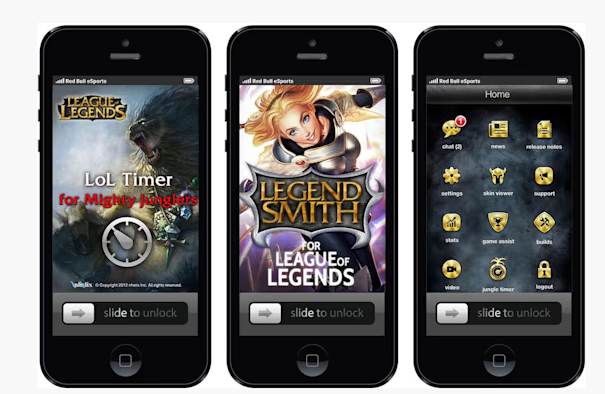 Red Bull eSports
LEAGUE OF
LEGENDS
LoL Timer
for Mighty Junglers
© Copyright 2012 nhalx Inc. All rights reserved.
slide to unlock
Red Bull eSports
LEGEND
SMITH
FOR
LEAGUE OF
LEGENDS
slide to unlock
Red Bull eSports
Home
1
chat (2) news release notes
settings skin viewer support
stats game assist builds
video jungle timer logout
slide to unlock